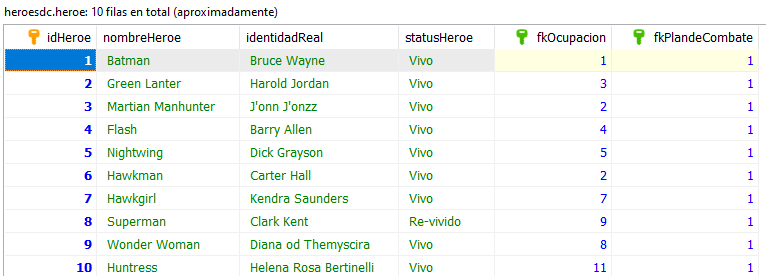 heroesdc.heroe: 10 filas en total (aproximadamente)
idHeroe nombreHeroe identidadReal statusHeroe fkOcupacion fkPlandeCombate
1 Batman Bruce Wayne Vivo 1 1
2 Green Lanter Harold Jordan Vivo 3 1
3 Martian Manhunter J'onn J'onzz Vivo 2 1
4 Flash Barry Allen Vivo 4 1
5 Nightwing Dick Grayson Vivo 5 1
6 Hawkman Carter Hall Vivo 2 1
7 Hawkgirl Kendra Saunders Vivo 7 1
8 Superman Clark Kent Re-vivido 9 1
9 Wonder Woman Diana od Themyscira Vivo 8 1
10 Huntress Helena Rosa Bertinelli Vivo 11 1